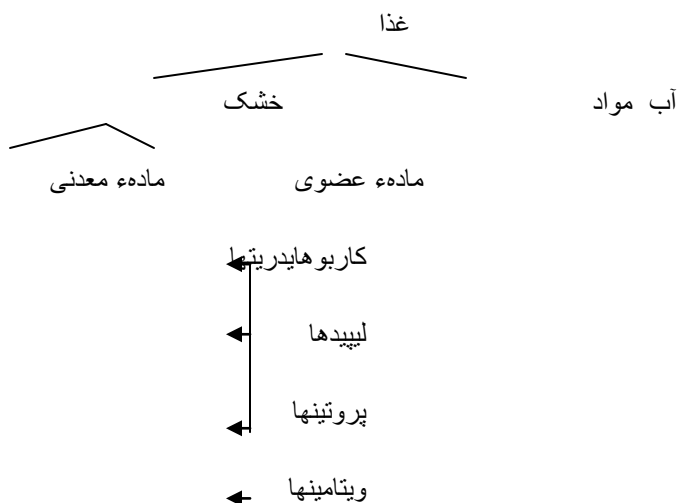 غذا
آب مواد خشک
مادهء عضوی مادهء معدنی
کاربوهایدریتها
لیپیدها
پروتینها
ویتامینها